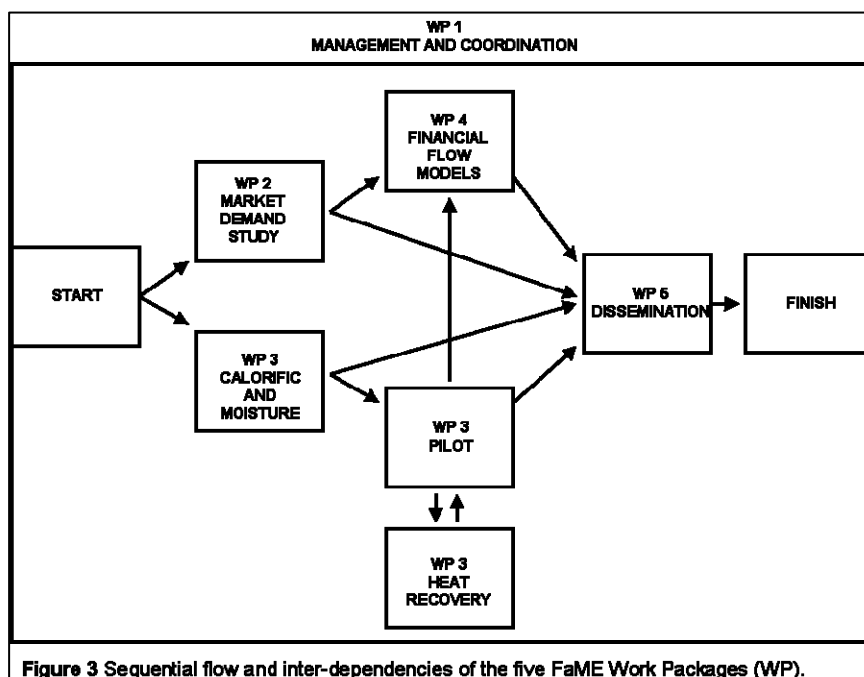 WP 1
MANAGEMENT AND COORDINATION
WP 4
FINANCIAL
FLOW
MODELS
WP 2
MARKET
DEMAND
STUDY
START
WP 5
DISSEMINATION
FINISH
WP 3
CALORIFIC
AND
MOISTURE
WP 3
PILOT
WP 3
HEAT
RECOVERY
Figure 3 Sequential flow and inter-dependencies of the five FaME Work Packages (WP).